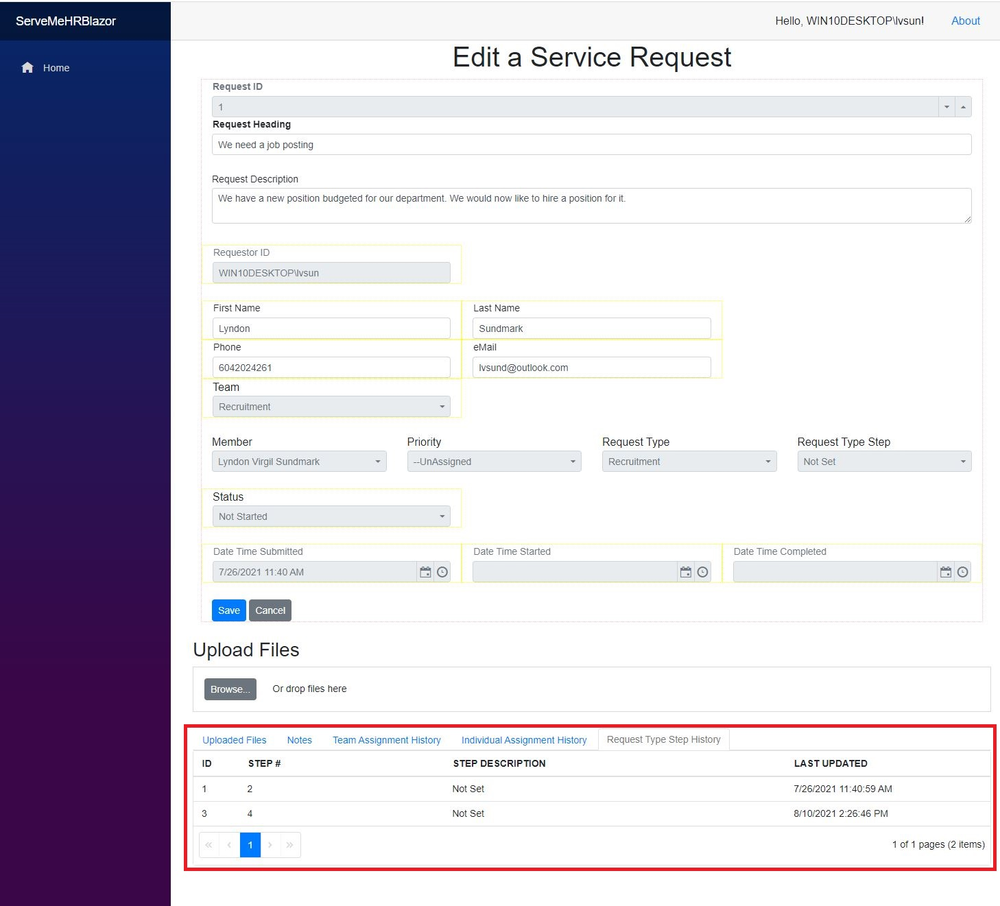 ServeMeHRBlazor
Hello, WIN10DESKTOP\lvsun! About
Home
Edit a Service Request
Request ID
1
Request Heading
We need a job posting
Request Description
We have a new position budgeted for our department. We would now like to hire a position for it.
Requestor ID
WIN10DESKTOP\lvsun
First Name Last Name
Lyndon Sundmark
Phone eMail
6042024261 lvsund@outlook.com
Team
Recruitment
Member Priority Request Type Request Type Step
Lyndon Virgil Sundmark --UnAssigned Recruitment Not Set
Status
Not Started
Date Time Submitted Date Time Started Date Time Completed
7/26/2021 11:40 AM
Save Cancel
Upload Files
Browse... Or drop files here
Uploaded Files Notes Team Assignment History Individual Assignment History Request Type Step History
ID STEP # STEP DESCRIPTION LAST UPDATED
1 2 Not Set 7/26/2021 11:40:59 AM
3 4 Not Set 8/10/2021 2:26:46 PM
« ‹ 1 › » 1 of 1 pages (2 items)